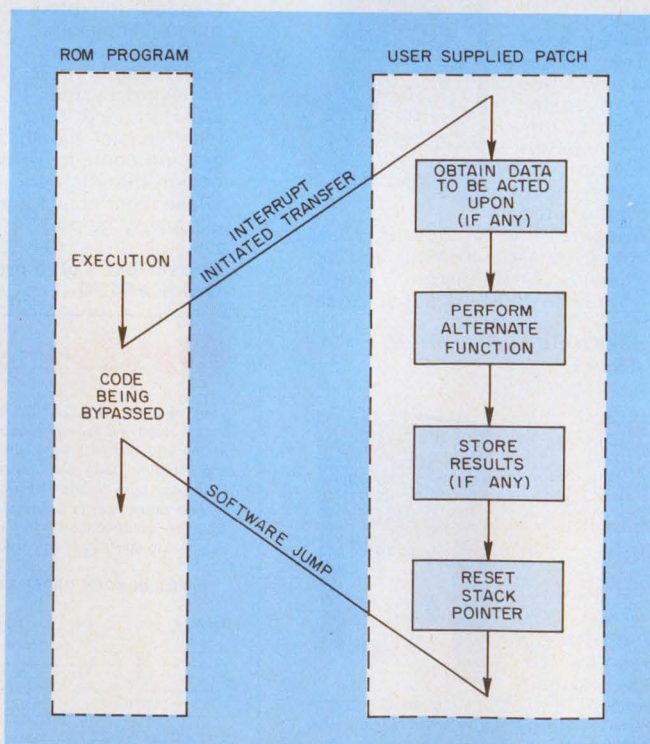 ROM PROGRAM
USER SUPPLIED PATCH
OBTAIN DATA
TO BE ACTED
UPON
(IF ANY)
INTERRUPT
INITIATED TRANSFER
EXECUTION
PERFORM
ALTERNATE
FUNCTION
CODE
BEING
BYPASSED
STORE
RESULTS
(IF ANY)
SOFTWARE JUMP
RESET
STACK
POINTER